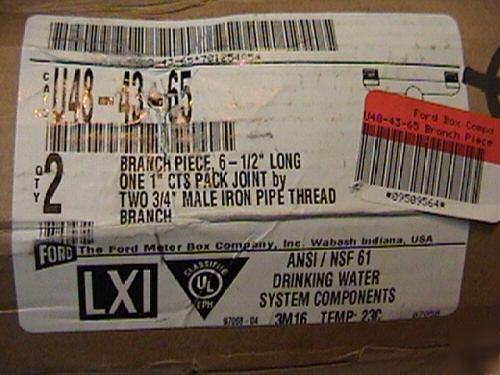 CAT
U48-43-65
QTY
2
BRANCH PIECE, 6-1/2" LONG
ONE 1" CTS PACK JOINT by
TWO 3/4" MALE IRON PIPE THREAD
BRANCH
Ford Box Compa
U48-43-65 Branch Piece
*09509564*
FORD The Ford Meter Box Company, Inc. Wabash Indiana, USA
LXI
CLASSIFIED
UL
EPH
ANSI / NSF 61
DRINKING WATER
SYSTEM COMPONENTS
97068-04 3M16 TEMP: 23C